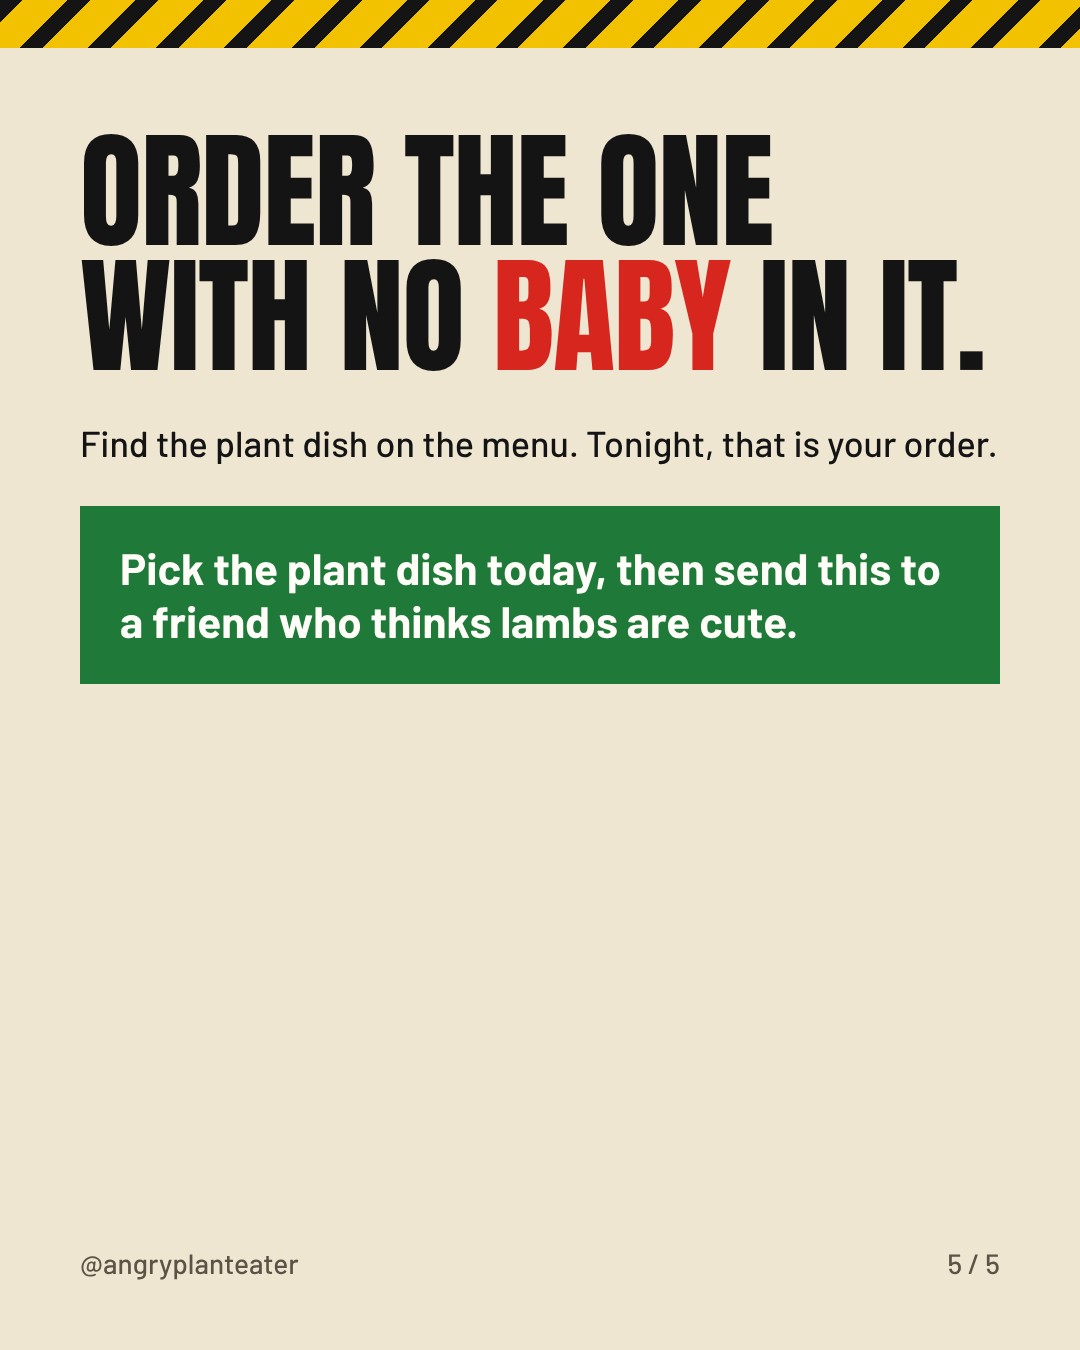 ORDER THE ONE
WITH NO BABY IN IT.
Find the plant dish on the menu. Tonight, that is your order.
Pick the plant dish today, then send this to
a friend who thinks lambs are cute.
@angryplanteater
5 / 5